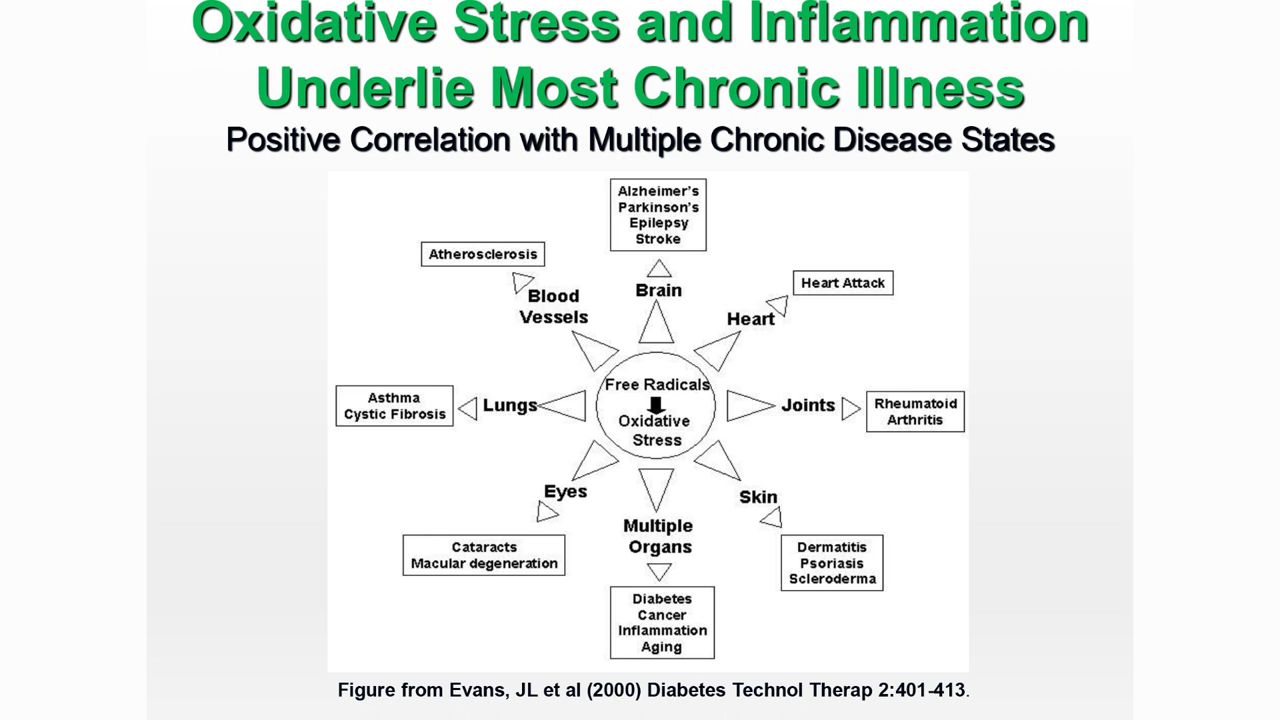 Oxidative Stress and Inflammation
Underlie Most Chronic Illness
Positive Correlation with Multiple Chronic Disease States
Alzheimer's
Parkinson's
Epilepsy
Stroke
Brain
Atherosclerosis
Blood
Vessels
Heart Attack
Heart
Asthma
Cystic Fibrosis
Lungs
Free Radicals
Oxidative
Stress
Joints
Rheumatoid
Arthritis
Eyes
Cataracts
Macular degeneration
Multiple
Organs
Diabetes
Cancer
Inflammation
Aging
Skin
Dermatitis
Psoriasis
Scleroderma
Figure from Evans, JL et al (2000) Diabetes Technol Therap 2:401-413.